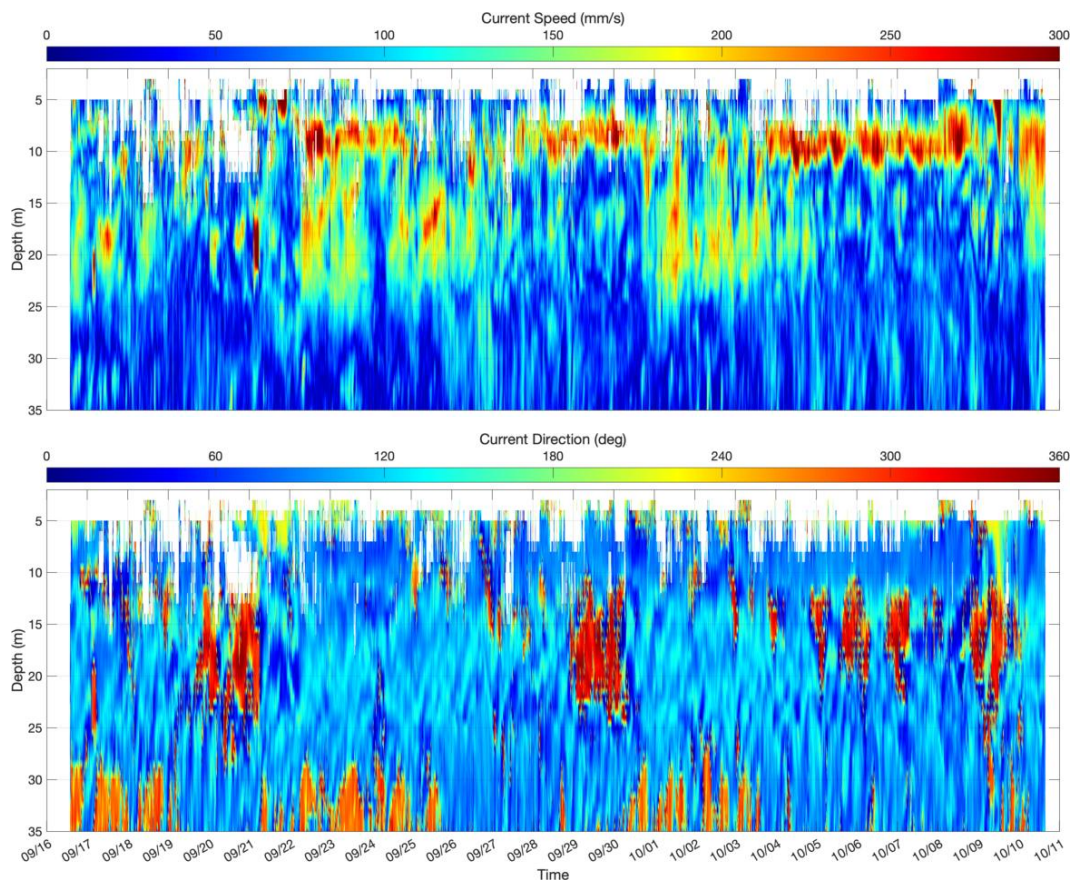 Current Speed (mm/s)
0 50 100 150 200 250 300
Depth (m)
5
10
15
20
25
30
35
Current Direction (deg)
0 60 120 180 240 300 360
Depth (m)
5
10
15
20
25
30
35
09/16 09/17 09/18 09/19 09/20 09/21 09/22 09/23 09/24 09/25 09/26 09/27 09/28 09/29 09/30 10/01 10/02 10/03 10/04 10/05 10/06 10/07 10/08 10/09 10/10 10/11
Time